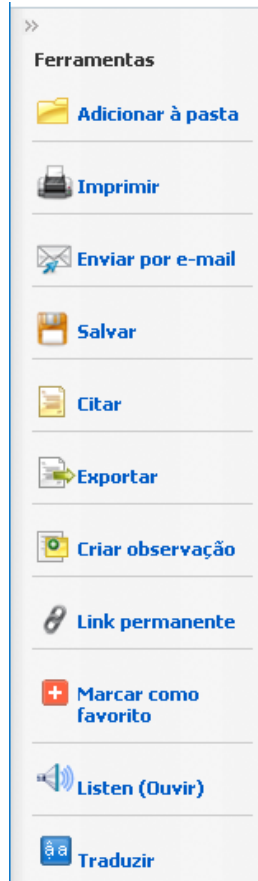 »
Ferramentas
Adicionar à pasta
Imprimir
Enviar por e-mail
Salvar
Citar
Exportar
Criar observação
Link permanente
Marcar como
favorito
Listen (Ouvir)
Traduzir